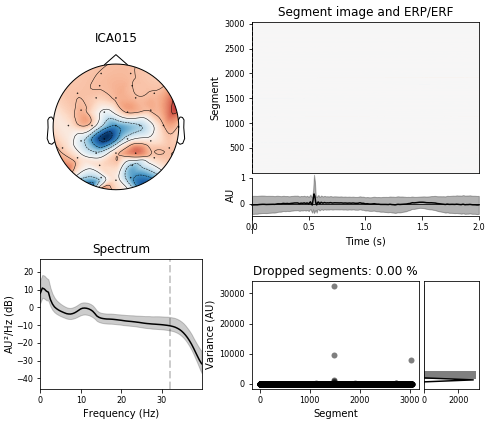 ICA015
Segment image and ERP/ERF
3000
2500
2000
1500
1000
500
Segment
1
0
AU
0.0 0.5 1.0 1.5 2.0
Time (s)
Spectrum
20
10
0
−10
−20
−30
−40
AU²/Hz (dB)
0 10 20 30
Frequency (Hz)
Dropped segments: 0.00 %
30000
20000
10000
0
Variance (AU)
0 1000 2000 3000
Segment
0 2000